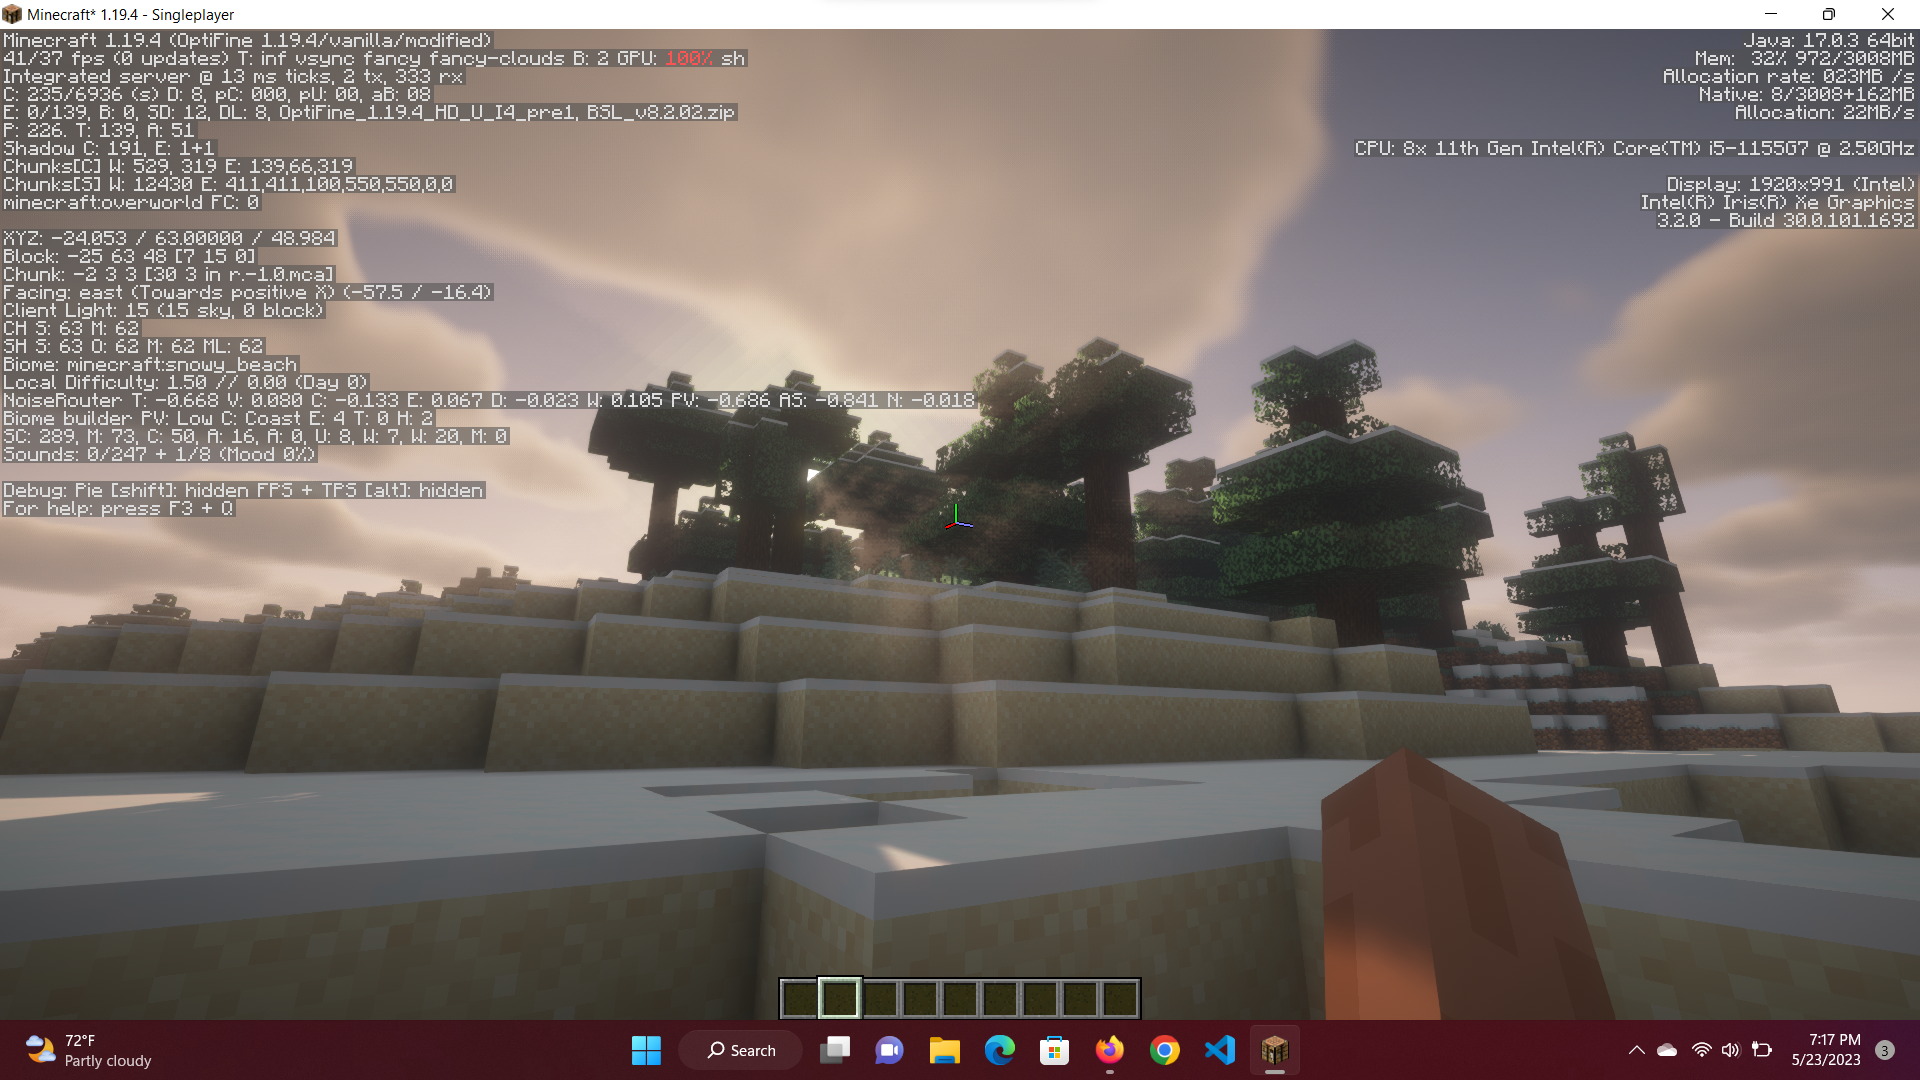 Minecraft* 1.19.4 - Singleplayer
Minecraft 1.19.4 (OptiFine 1.19.4/vanilla/modified)
41/37 fps (0 updates) T: inf vsync fancy fancy-clouds B: 2 GPU: 100% sh
Integrated server @ 13 ms ticks, 2 tx, 333 rx
C: 235/6936 (s) D: 8, pC: 000, pU: 00, aB: 08
E: 0/139, B: 0, SD: 12, DL: 8, OptiFine_1.19.4_HD_U_I4_pre1, BSL_v8.2.02.zip
P: 226. T: 139, A: 51
Shadow C: 191, E: 1+1
Chunks[C] W: 529, 319 E: 139,66,319
Chunks[S] W: 12430 E: 411,411,100,550,550,0,0
minecraft:overworld FC: 0
XYZ: -24.053 / 63.00000 / 48.984
Block: -25 63 48 [7 15 0]
Chunk: -2 3 3 [30 3 in r.-1.0.mca]
Facing: east (Towards positive X) (-57.5 / -16.4)
Client Light: 15 (15 sky, 0 block)
CH S: 63 M: 62
SH S: 63 O: 62 M: 62 ML: 62
Biome: minecraft:snowy_beach
Local Difficulty: 1.50 // 0.00 (Day 0)
NoiseRouter T: -0.668 V: 0.080 C: -0.133 E: 0.067 D: -0.023 W: 0.105 PV: -0.686 AS: -0.841 N: -0.018
Biome builder PV: Low C: Coast E: 4 T: 0 H: 2
SC: 289, M: 73, C: 50, A: 16, A: 0, U: 8, W: 7, W: 20, M: 0
Sounds: 0/247 + 1/8 (Mood 0%)
Debug: Pie [shift]: hidden FPS + TPS [alt]: hidden
For help: press F3 + Q
Java: 17.0.3 64bit
Mem: 32% 972/3008MB
Allocation rate: 023MB /s
Native: 8/3008+162MB
Allocation: 22MB/s
CPU: 8x 11th Gen Intel(R) Core(TM) i5-1155G7 @ 2.50GHz
Display: 1920x991 (Intel)
Intel(R) Iris(R) Xe Graphics
3.2.0 - Build 30.0.101.1692
72°F
Partly cloudy
Search
7:17 PM
5/23/2023
3